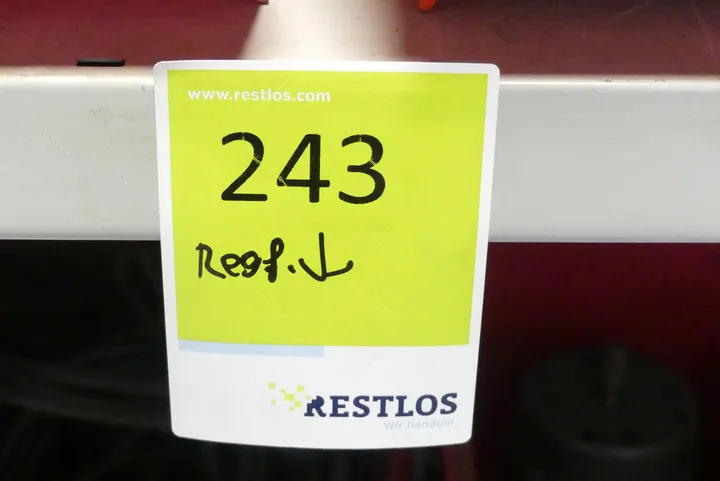 www.restlos.com
243
Regf. ↓
RESTLOS
Wir handeln.